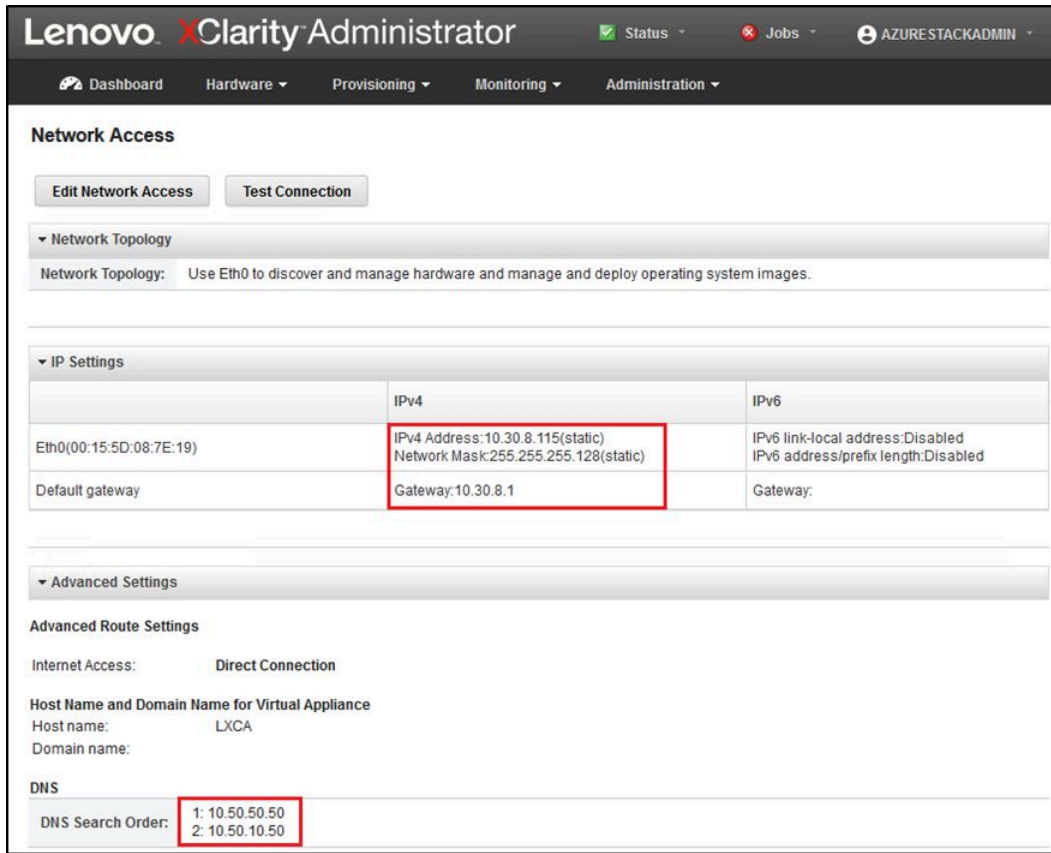 Lenovo XClarity Administrator Status Jobs AZURESTACKADMIN
Dashboard Hardware Provisioning Monitoring Administration
Network Access
Edit Network Access Test Connection
Network Topology
Network Topology: Use Eth0 to discover and manage hardware and manage and deploy operating system images.
IP Settings
IPv4 IPv6
Eth0(00:15:5D:08:7E:19) IPv4 Address:10.30.8.115(static) IPv6 link-local address:Disabled
Network Mask:255.255.255.128(static) IPv6 address/prefix length:Disabled
Default gateway Gateway:10.30.8.1 Gateway:
Advanced Settings
Advanced Route Settings
Internet Access: Direct Connection
Host Name and Domain Name for Virtual Appliance
Host name: LXCA
Domain name:
DNS
DNS Search Order: 1: 10.50.50.50
2: 10.50.10.50